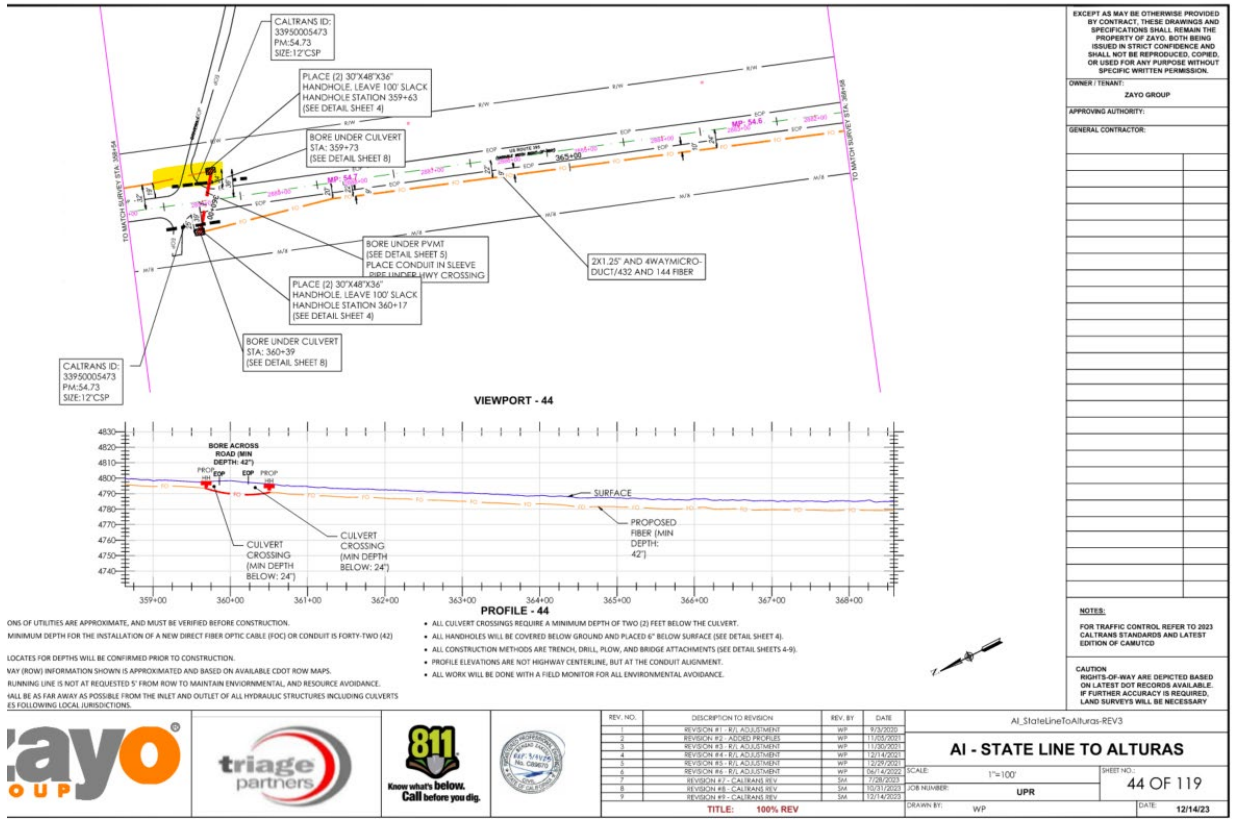 CALTRANS ID:
33950005473
PM:54.73
SIZE:12"CSP
PLACE (2) 30"X48"X36"
HANDHOLE, LEAVE 100' SLACK
HANDHOLE STATION 359+63
(SEE DETAIL SHEET 4)
BORE UNDER CULVERT
STA: 359+73
(SEE DETAIL SHEET 8)
TO MATCH SURVEY STA: 368+54
TO MATCH SURVEY STA: 368+58
R/W
R/W
R/W
R/W
EOP
EOP
EOP
MP: 54.6
MP: 54.7
365+00
360+00
BORE UNDER PVMT
(SEE DETAIL SHEET 5)
PLACE CONDUIT IN SLEEVE
PIPE UNDER HWY CROSSING
2X1.25" AND 4WAYMICRO-
DUCT/432 AND 144 FIBER
PLACE (2) 30"X48"X36"
HANDHOLE, LEAVE 100' SLACK
HANDHOLE STATION 360+17
(SEE DETAIL SHEET 4)
BORE UNDER CULVERT
STA: 360+39
(SEE DETAIL SHEET 8)
CALTRANS ID:
33950005473
PM:54.73
SIZE:12"CSP
VIEWPORT - 44
4830
4820
4810
4800
4790
4780
4770
4760
4750
4740
BORE ACROSS
ROAD (MIN
DEPTH: 42")
PROP
HH
EOP
EOP
PROP
HH
SURFACE
PROPOSED
FIBER (MIN
DEPTH:
42")
CULVERT
CROSSING
(MIN DEPTH
BELOW: 24")
CULVERT
CROSSING
(MIN DEPTH
BELOW: 24")
359+00 360+00 361+00 362+00 363+00 364+00 365+00 366+00 367+00 368+00
PROFILE - 44
ONS OF UTILITIES ARE APPROXIMATE, AND MUST BE VERIFIED BEFORE CONSTRUCTION.
MINIMUM DEPTH FOR THE INSTALLATION OF A NEW DIRECT FIBER OPTIC CABLE (FOC) OR CONDUIT IS FORTY-TWO (42)
LOCATES FOR DEPTHS WILL BE CONFIRMED PRIOR TO CONSTRUCTION.
WAY (ROW) INFORMATION SHOWN IS APPROXIMATED AND BASED ON AVAILABLE CDOT ROW MAPS.
RUNNING LINE IS NOT AT REQUESTED 5' FROM ROW TO MAINTAIN ENVIRONMENTAL, AND RESOURCE AVOIDANCE.
HALL BE AS FAR AWAY AS POSSIBLE FROM THE INLET AND OUTLET OF ALL HYDRAULIC STRUCTURES INCLUDING CULVERTS
ES FOLLOWING LOCAL JURISDICTIONS.
• ALL CULVERT CROSSINGS REQUIRE A MINIMUM DEPTH OF TWO (2) FEET BELOW THE CULVERT.
• ALL HANDHOLES WILL BE COVERED BELOW GROUND AND PLACED 6" BELOW SURFACE (SEE DETAIL SHEET 4).
• ALL CONSTRUCTION METHODS ARE TRENCH, DRILL, PLOW, AND BRIDGE ATTACHMENTS (SEE DETAIL SHEETS 4-9).
• PROFILE ELEVATIONS ARE NOT HIGHWAY CENTERLINE, BUT AT THE CONDUIT ALIGNMENT.
• ALL WORK WILL BE DONE WITH A FIELD MONITOR FOR ALL ENVIRONMENTAL AVOIDANCE.
EXCEPT AS MAY BE OTHERWISE PROVIDED
BY CONTRACT, THESE DRAWINGS AND
SPECIFICATIONS SHALL REMAIN THE
PROPERTY OF ZAYO. BOTH BEING
ISSUED IN STRICT CONFIDENCE AND
SHALL NOT BE REPRODUCED, COPIED,
OR USED FOR ANY PURPOSE WITHOUT
SPECIFIC WRITTEN PERMISSION.
OWNER / TENANT:
ZAYO GROUP
APPROVING AUTHORITY:
GENERAL CONTRACTOR:
NOTES:
FOR TRAFFIC CONTROL REFER TO 2023
CALTRANS STANDARDS AND LATEST
EDITION OF CAMUTCD
CAUTION
RIGHTS-OF-WAY ARE DEPICTED BASED
ON LATEST DOT RECORDS AVAILABLE.
IF FURTHER ACCURACY IS REQUIRED,
LAND SURVEYS WILL BE NECESSARY
zayo
OUP
triage
partners
811
Know what's below.
Call before you dig.
REV. NO. DESCRIPTION TO REVISION REV. BY DATE
1 REVISION #1 - R/L ADJUSTMENT WP 9/3/2020
2 REVISION #2 - ADDED PROFILES WP 11/05/2021
3 REVISION #3 - R/L ADJUSTMENT WP 11/30/2021
4 REVISION #4 - R/L ADJUSTMENT WP 12/14/2021
5 REVISION #5 - R/L ADJUSTMENT WP 12/29/2021
6 REVISION #6 - R/L ADJUSTMENT WP 06/14/2022
7 REVISION #7 - CALTRANS REV SM 7/28/2023
8 REVISION #8 - CALTRANS REV SM 10/31/2023
9 REVISION #9 - CALTRANS REV SM 12/14/2023
TITLE: 100% REV
AI_StateLineToAlturas-REV3
AI - STATE LINE TO ALTURAS
SCALE: 1"=100'
SHEET NO.: 44 OF 119
JOB NUMBER: UPR
DRAWN BY: WP
DATE: 12/14/23